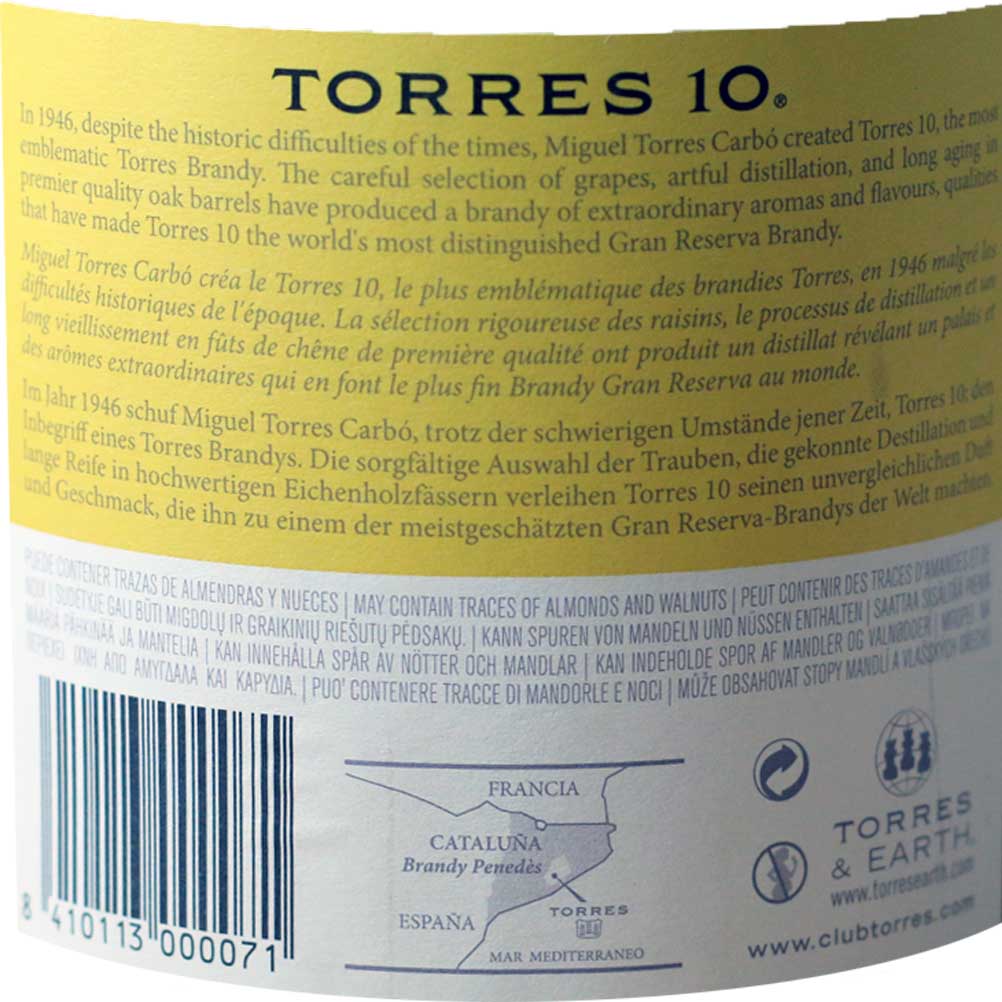 TORRES 10®
In 1946, despite the historic difficulties of the times, Miguel Torres Carbó created Torres 10, the most
emblematic Torres Brandy. The careful selection of grapes, artful distillation, and long aging in
premier quality oak barrels have produced a brandy of extraordinary aromas and flavours, qualities
that have made Torres 10 the world's most distinguished Gran Reserva Brandy.
Miguel Torres Carbó créa le Torres 10, le plus emblématique des brandies Torres, en 1946 malgré les
difficultés historiques de l'époque. La sélection rigoureuse des raisins, le processus de distillation et un
long vieillissement en fûts de chêne de première qualité ont produit un distillat révélant un palais et
des arômes extraordinaires qui en font le plus fin Brandy Gran Reserva au monde.
Im Jahr 1946 schuf Miguel Torres Carbó, trotz der schwierigen Umstände jener Zeit, Torres 10; den
Inbegriff eines Torres Brandys. Die sorgfältige Auswahl der Trauben, die gekonnte Destillation und
lange Reife in hochwertigen Eichenholzfässern verleihen Torres 10 seinen unvergleichlichen Duft
und Geschmack, die ihn zu einem der meistgeschätzten Gran Reserva-Brandys der Welt machten.
PUEDE CONTENER TRAZAS DE ALMENDRAS Y NUECES | MAY CONTAIN TRACES OF ALMONDS AND WALNUTS | PEUT CONTENIR DES TRACES D'AMANDES ET DE
NOIX | SUDĖTYJE GALI BŪTI MIGDOLŲ IR GRAIKINIŲ RIEŠUTŲ PĖDSAKŲ. | KANN SPUREN VON MANDELN UND NÜSSEN ENTHALTEN | SAATTAA SISÄLTÄÄ PIENIÄ
MÄÄRIÄ PÄHKINÄÄ JA MANTELIA | KAN INNEHÅLLA SPÅR AV NÖTTER OCH MANDLAR | KAN INDEHOLDE SPOR AF MANDLER OG VALNØDDER |
ΠΕΡΙΕΧΕΙ ΙΧΝΗ ΑΠΟ ΑΜΥΓΔΑΛΑ ΚΑΙ ΚΑΡΥΔΙΑ. | PUO' CONTENERE TRACCE DI MANDORLE E NOCI | MŮŽE OBSAHOVAT STOPY MANDLÍ A VLAŠSKÝCH OŘECHŮ
8 410113 000071
FRANCIA
CATALUÑA
Brandy Penedès
ESPAÑA
TORRES
MAR MEDITERRANEO
TORRES
& EARTH
www.torresearth.com
www.clubtorres.com